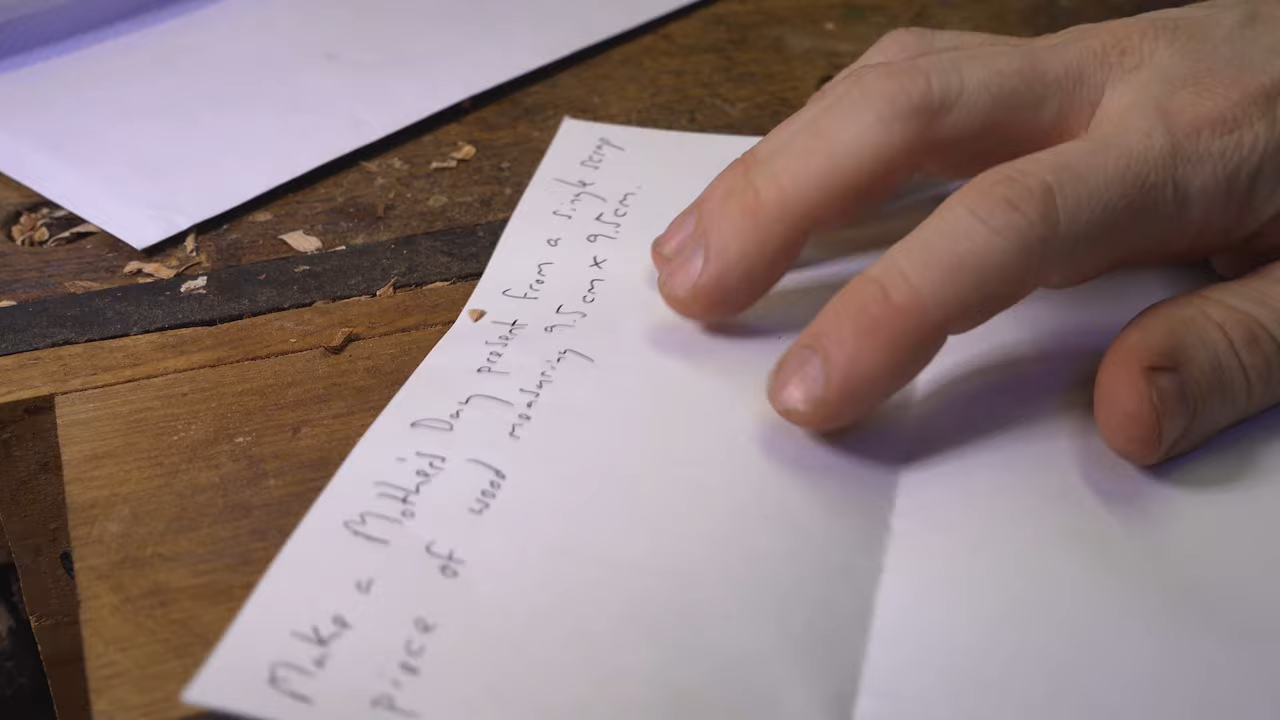 Make a Mother's Day present from a single scrap
piece of wood measuring 9.5cm x 9.5cm.